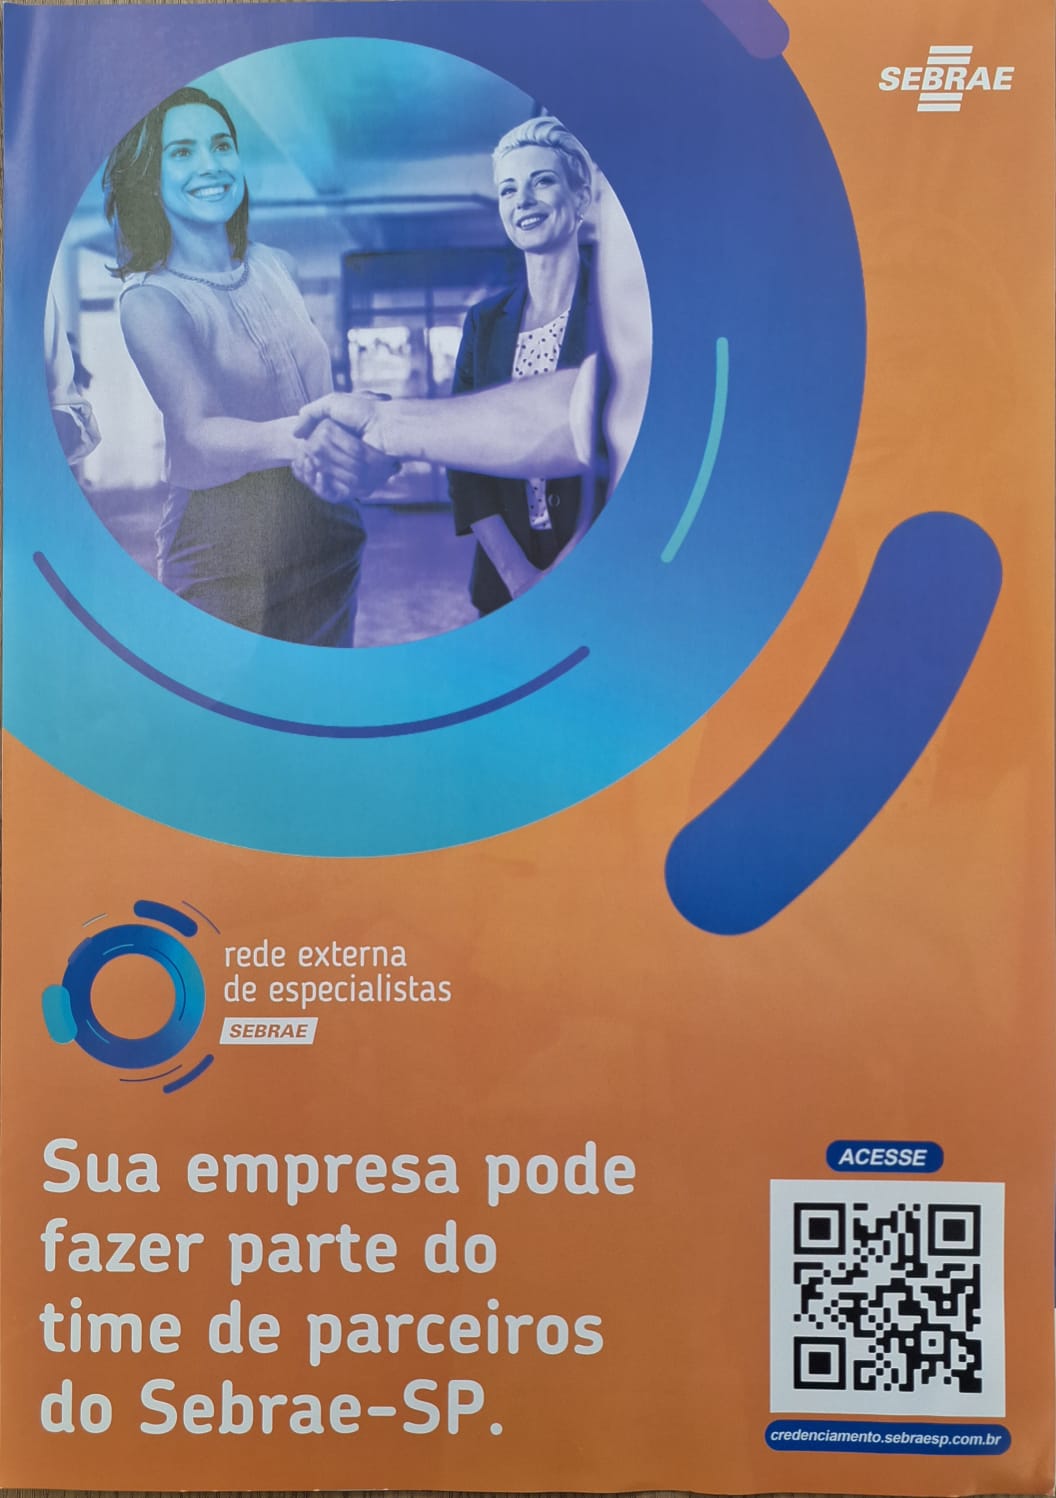 SEBRAE
rede externa
de especialistas
SEBRAE
Sua empresa pode
fazer parte do
time de parceiros
do Sebrae-SP.
ACESSE
credenciamento.sebraesp.com.br